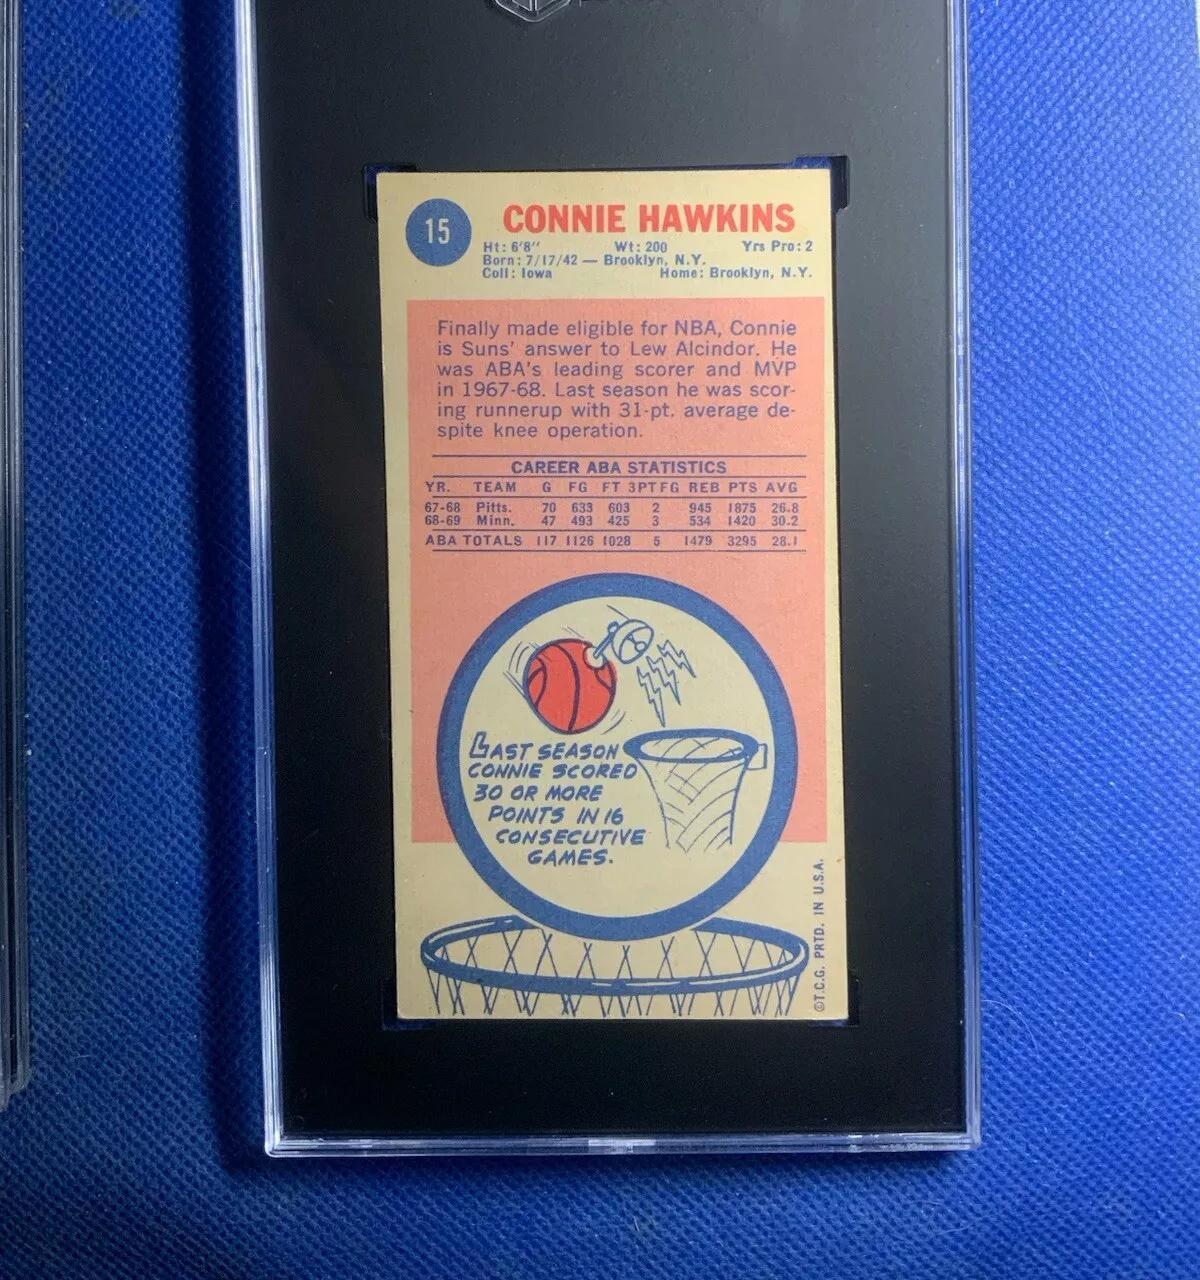 15
CONNIE HAWKINS
Ht: 6'8" Wt: 200 Yrs Pro: 2
Born: 7/17/42 — Brooklyn, N.Y.
Coll: Iowa Home: Brooklyn, N.Y.
Finally made eligible for NBA, Connie
is Suns' answer to Lew Alcindor. He
was ABA's leading scorer and MVP
in 1967-68. Last season he was scor-
ing runnerup with 31-pt. average de-
spite knee operation.
CAREER ABA STATISTICS
YR. TEAM G FG FT 3PTFG REB PTS AVG
67-68 Pitts. 70 633 603 2 945 1875 26.8
68-69 Minn. 47 493 425 3 534 1420 30.2
ABA TOTALS 117 1126 1028 5 1479 3295 28.1
LAST SEASON
CONNIE SCORED
30 OR MORE
POINTS IN 16
CONSECUTIVE
GAMES.
©T.C.G. PRTD. IN U.S.A.